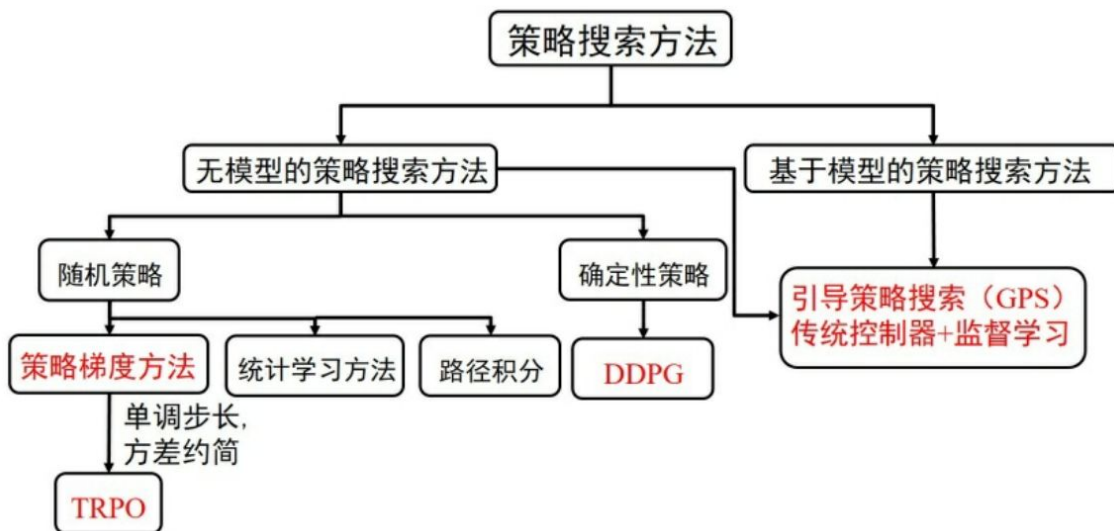 策略搜索方法
无模型的策略搜索方法
基于模型的策略搜索方法
随机策略
确定性策略
引导策略搜索（GPS）
传统控制器+监督学习
策略梯度方法
统计学习方法
路径积分
DDPG
单调步长,
方差约简
TRPO